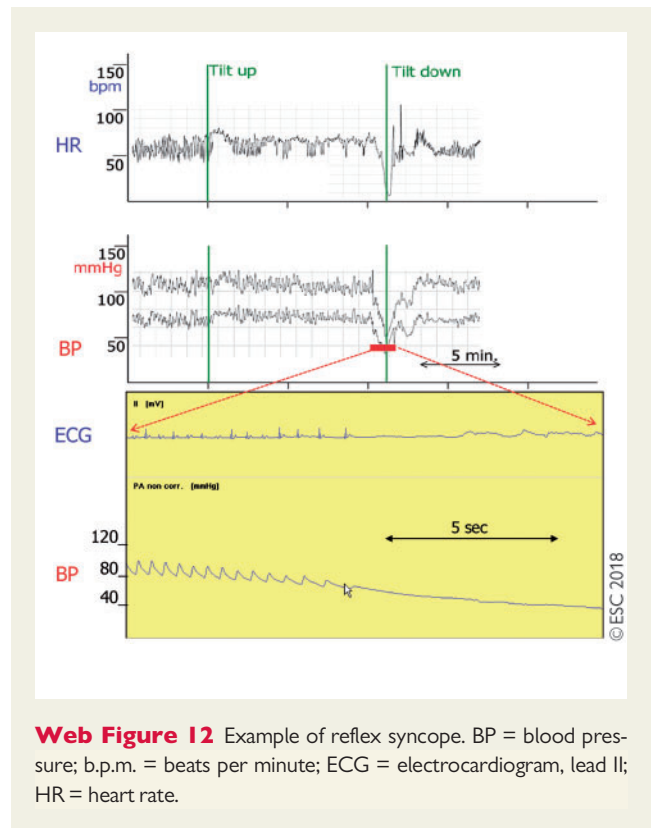 Tilt up
Tilt down
150
bpm
100
HR
50
150
mmHg
100
BP
50
5 min.
II [mV]
ECG
PA non corr. [mmHg]
5 sec
120
BP
80
40
© ESC 2018
Web Figure 12 Example of reflex syncope. BP = blood pres-
sure; b.p.m. = beats per minute; ECG = electrocardiogram, lead II;
HR = heart rate.